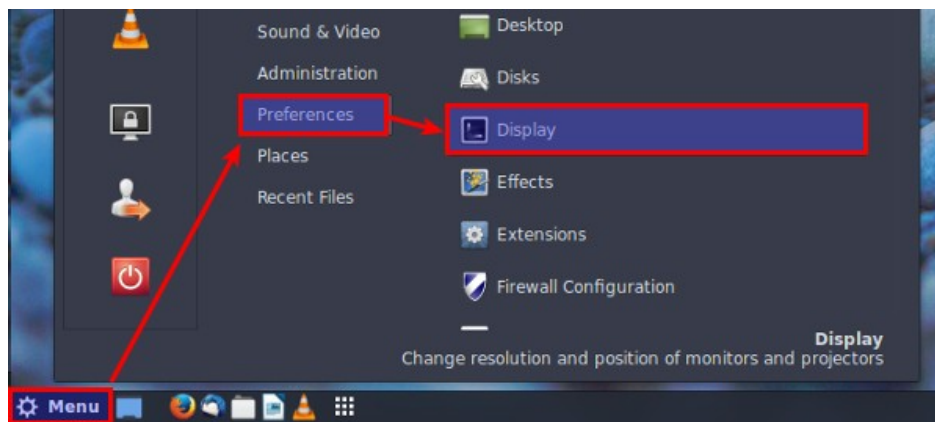 Sound & Video
Administration
Preferences
Places
Recent Files
Desktop
Disks
Display
Effects
Extensions
Firewall Configuration
Display
Change resolution and position of monitors and projectors
Menu